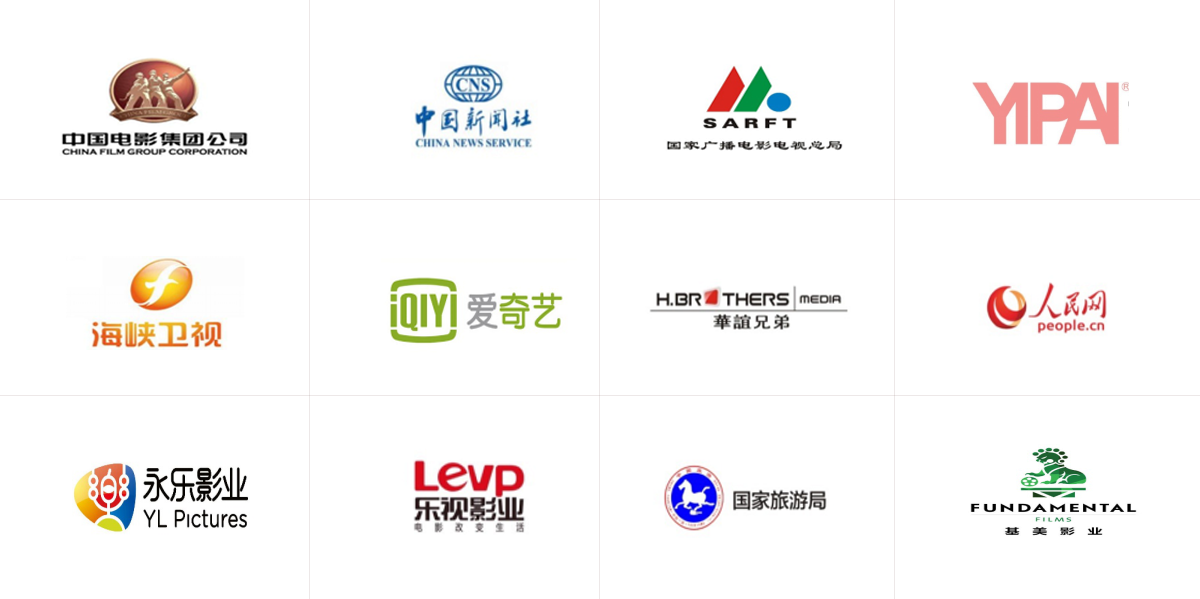 CHINA FILM GROUP
中国电影集团公司
CHINA FILM GROUP CORPORATION
CNS
中国新闻社
CHINA NEWS SERVICE
SARFT
国家广播电影电视总局
YIPAI®
海峡卫视
iQIYI 爱奇艺
H.BROTHERS MEDIA
華誼兄弟
人民网
people.cn
永乐影业
YL Pictures
Levp
乐视影业
电影改变生活
国家旅游局
FUNDAMENTAL
FILMS
基美影业